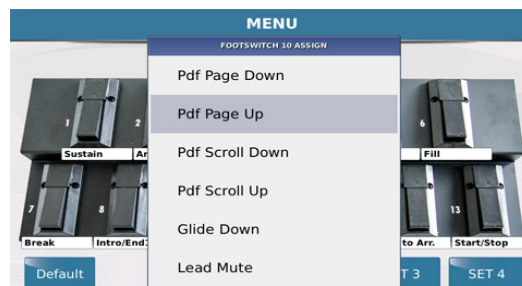 MENU
FOOTSWITCH 10 ASSIGN
Pdf Page Down
Pdf Page Up
Pdf Scroll Down
Pdf Scroll Up
Glide Down
Lead Mute
1
2
6
Sustain
Ar
Fill
7
8
13
Break
Intro/End
to Arr.
Start/Stop
Default
T 3
SET 4